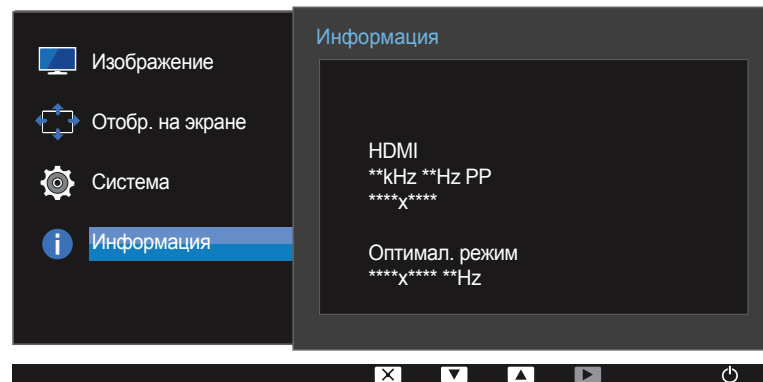 Изображение
Отобр. на экране
Система
Информация
Информация
HDMI
**kHz **Hz PP
****x****
Оптимал. режим
****x**** **Hz